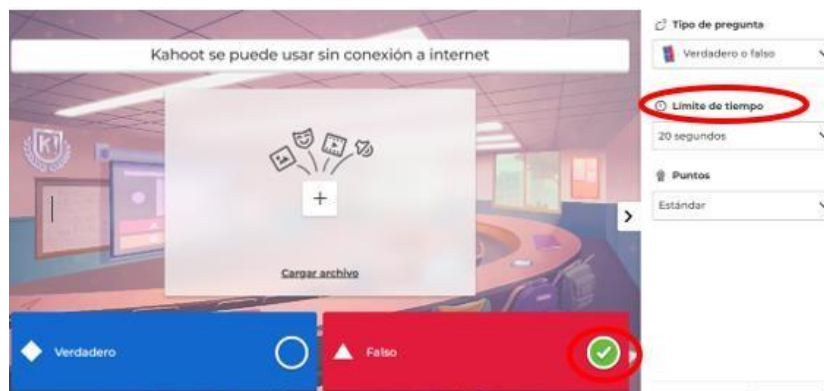 Kahoot se puede usar sin conexión a internet
Tipo de pregunta
Verdadero o falso
Límite de tiempo
20 segundos
Puntos
Estándar
K!
Cargar archivo
Verdadero
Falso